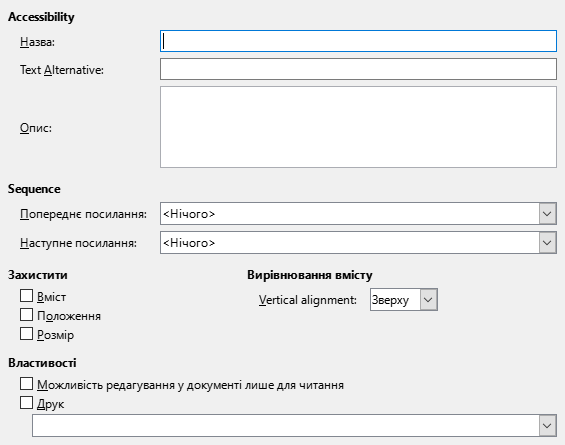 Accessibility
Назва:
Text Alternative:
Опис:
Sequence
Попереднє посилання: <Нічого>
Наступне посилання: <Нічого>
Захистити Вирівнювання вмісту
Вміст Vertical alignment: Зверху
Положення
Розмір
Властивості
Можливість редагування у документі лише для читання
Друк